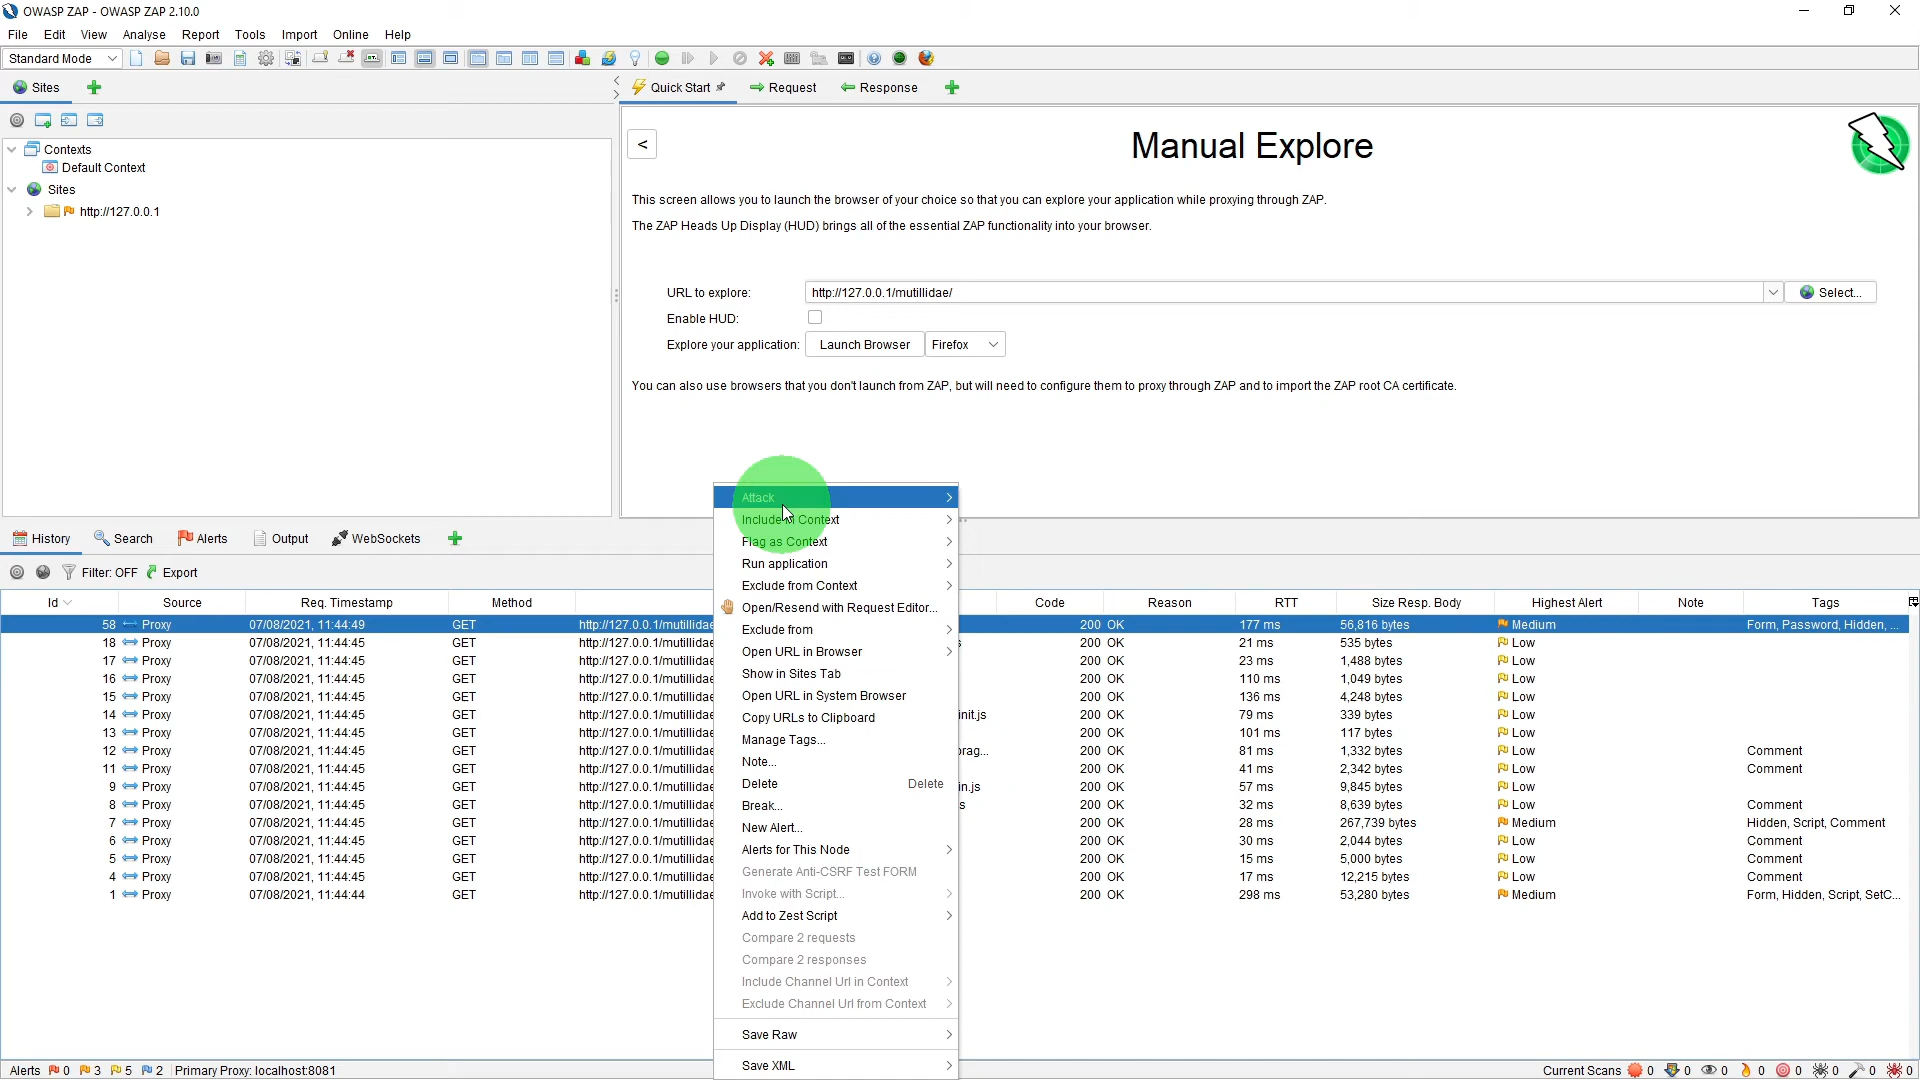 OWASP ZAP - OWASP ZAP 2.10.0
File Edit View Analyse Report Tools Import Online Help
Standard Mode
Sites
Quick Start Request Response
Contexts
Default Context
Sites
http://127.0.0.1
<
Manual Explore
This screen allows you to launch the browser of your choice so that you can explore your application while proxying through ZAP.
The ZAP Heads Up Display (HUD) brings all of the essential ZAP functionality into your browser.
URL to explore: http://127.0.0.1/mutillidae/ Select...
Enable HUD:
Explore your application: Launch Browser Firefox
You can also use browsers that you don't launch from ZAP, but will need to configure them to proxy through ZAP and to import the ZAP root CA certificate.
History Search Alerts Output WebSockets
Filter: OFF Export
Id Source Req. Timestamp Method Code Reason RTT Size Resp. Body Highest Alert Note Tags
58 Proxy 07/08/2021, 11:44:49 GET http://127.0.0.1/mutillidae 200 OK 177 ms 56,816 bytes Medium Form, Password, Hidden, ...
18 Proxy 07/08/2021, 11:44:45 GET http://127.0.0.1/mutillidae s 200 OK 21 ms 535 bytes Low
17 Proxy 07/08/2021, 11:44:45 GET http://127.0.0.1/mutillidae 200 OK 23 ms 1,488 bytes Low
16 Proxy 07/08/2021, 11:44:45 GET http://127.0.0.1/mutillidae 200 OK 110 ms 1,049 bytes Low
15 Proxy 07/08/2021, 11:44:45 GET http://127.0.0.1/mutillidae 200 OK 136 ms 4,248 bytes Low
14 Proxy 07/08/2021, 11:44:45 GET http://127.0.0.1/mutillidae init.js 200 OK 79 ms 339 bytes Low
13 Proxy 07/08/2021, 11:44:45 GET http://127.0.0.1/mutillidae 200 OK 101 ms 117 bytes Low
12 Proxy 07/08/2021, 11:44:45 GET http://127.0.0.1/mutillidae orag... 200 OK 81 ms 1,332 bytes Low Comment
11 Proxy 07/08/2021, 11:44:45 GET http://127.0.0.1/mutillidae 200 OK 41 ms 2,342 bytes Low Comment
9 Proxy 07/08/2021, 11:44:45 GET http://127.0.0.1/mutillidae in.js 200 OK 57 ms 9,845 bytes Low
8 Proxy 07/08/2021, 11:44:45 GET http://127.0.0.1/mutillidae s 200 OK 32 ms 8,639 bytes Low Comment
7 Proxy 07/08/2021, 11:44:45 GET http://127.0.0.1/mutillidae 200 OK 28 ms 267,739 bytes Medium Hidden, Script, Comment
6 Proxy 07/08/2021, 11:44:45 GET http://127.0.0.1/mutillidae 200 OK 30 ms 2,044 bytes Low Comment
5 Proxy 07/08/2021, 11:44:45 GET http://127.0.0.1/mutillidae 200 OK 15 ms 5,000 bytes Low Comment
4 Proxy 07/08/2021, 11:44:45 GET http://127.0.0.1/mutillidae 200 OK 17 ms 12,215 bytes Low Comment
1 Proxy 07/08/2021, 11:44:44 GET http://127.0.0.1/mutillidae 200 OK 298 ms 53,280 bytes Medium Form, Hidden, Script, SetC...
Attack
Include in Context
Flag as Context
Run application
Exclude from Context
Open/Resend with Request Editor...
Exclude from
Open URL in Browser
Show in Sites Tab
Open URL in System Browser
Copy URLs to Clipboard
Manage Tags...
Note...
Delete Delete
Break...
New Alert...
Alerts for This Node
Generate Anti-CSRF Test FORM
Invoke with Script...
Add to Zest Script
Compare 2 requests
Compare 2 responses
Include Channel Url in Context
Exclude Channel Url from Context
Save Raw
Save XML
Alerts 0 3 5 2 Primary Proxy: localhost:8081 Current Scans 0 0 0 0 0 0 0 0